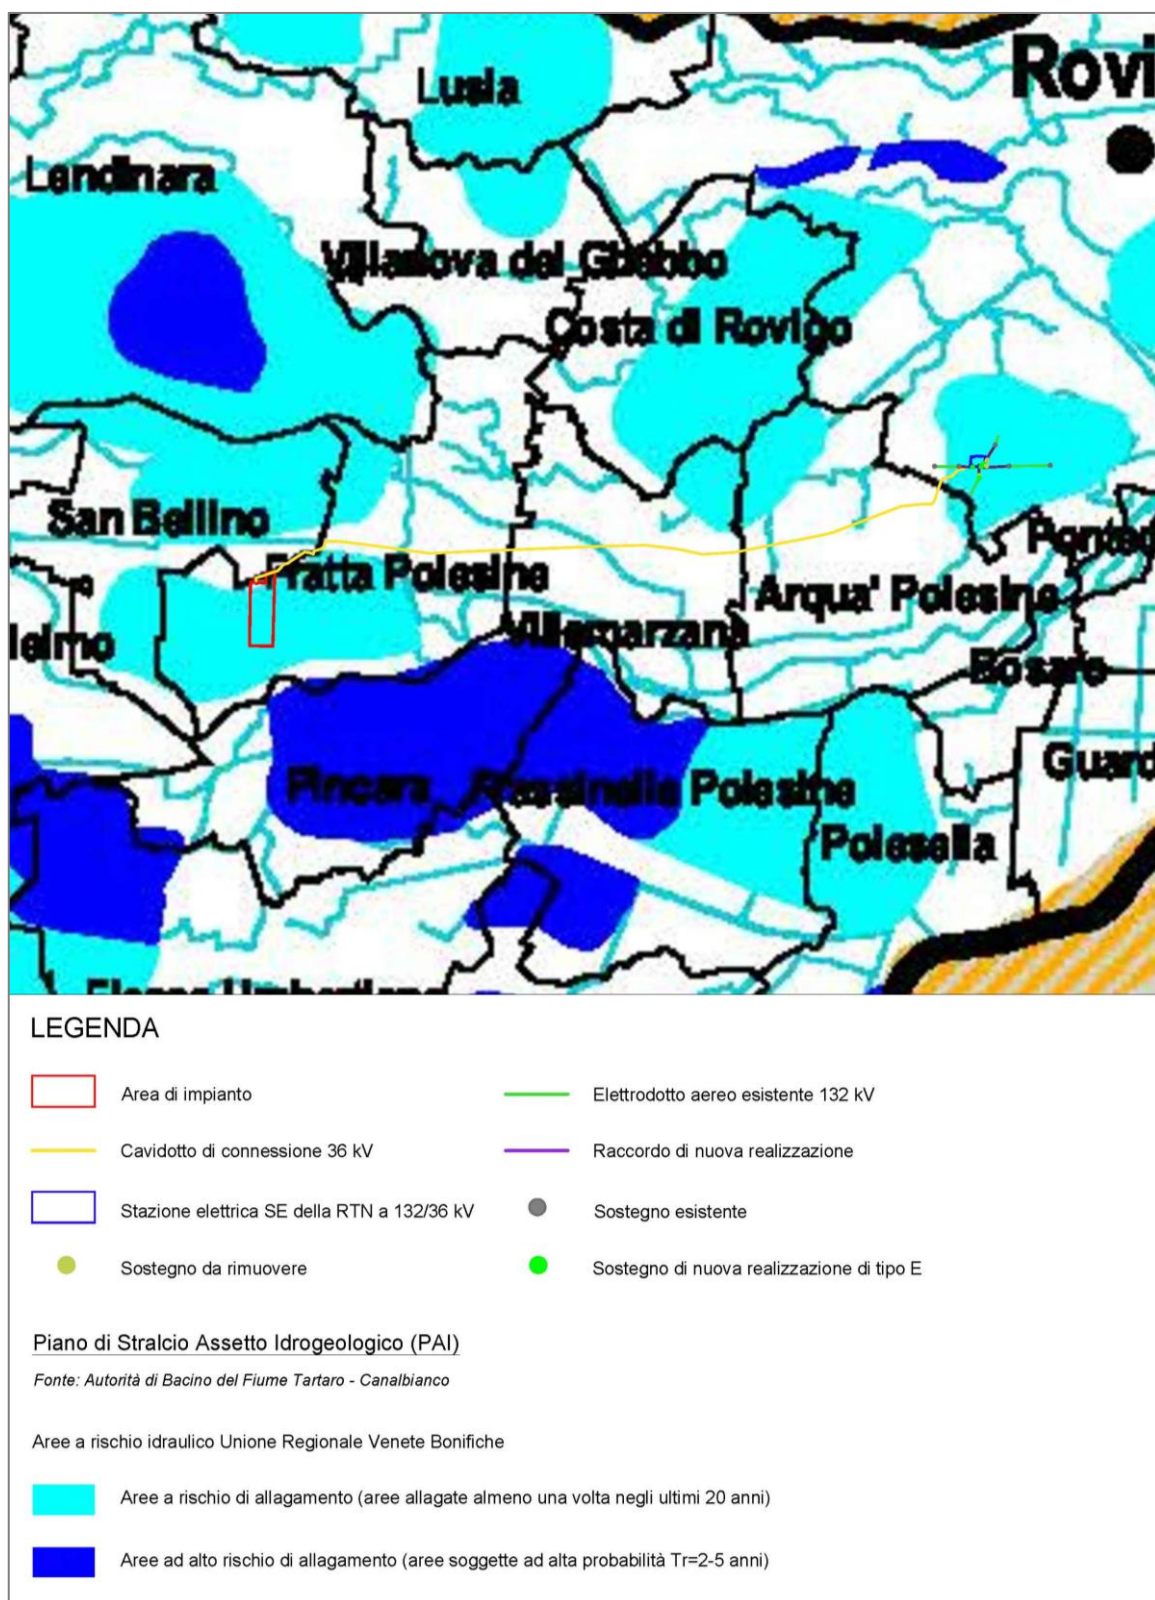 Rovi
Lusia
Lendinara
Villanova del Ghebbo
Costa di Rovigo
San Bellino
Pontec
Fratta Polesine
Arqua' Polesine
Villamarzana
lelmo
Bosaro
Guard
Pincara
Frassinelle Polesine
Polesella
LEGENDA
Area di impianto
Elettrodotto aereo esistente 132 kV
Cavidotto di connessione 36 kV
Raccordo di nuova realizzazione
Stazione elettrica SE della RTN a 132/36 kV
Sostegno esistente
Sostegno da rimuovere
Sostegno di nuova realizzazione di tipo E
Piano di Stralcio Assetto Idrogeologico (PAI)
Fonte: Autorità di Bacino del Fiume Tartaro - Canalbianco
Aree a rischio idraulico Unione Regionale Venete Bonifiche
Aree a rischio di allagamento (aree allagate almeno una volta negli ultimi 20 anni)
Aree ad alto rischio di allagamento (aree soggette ad alta probabilità Tr=2-5 anni)